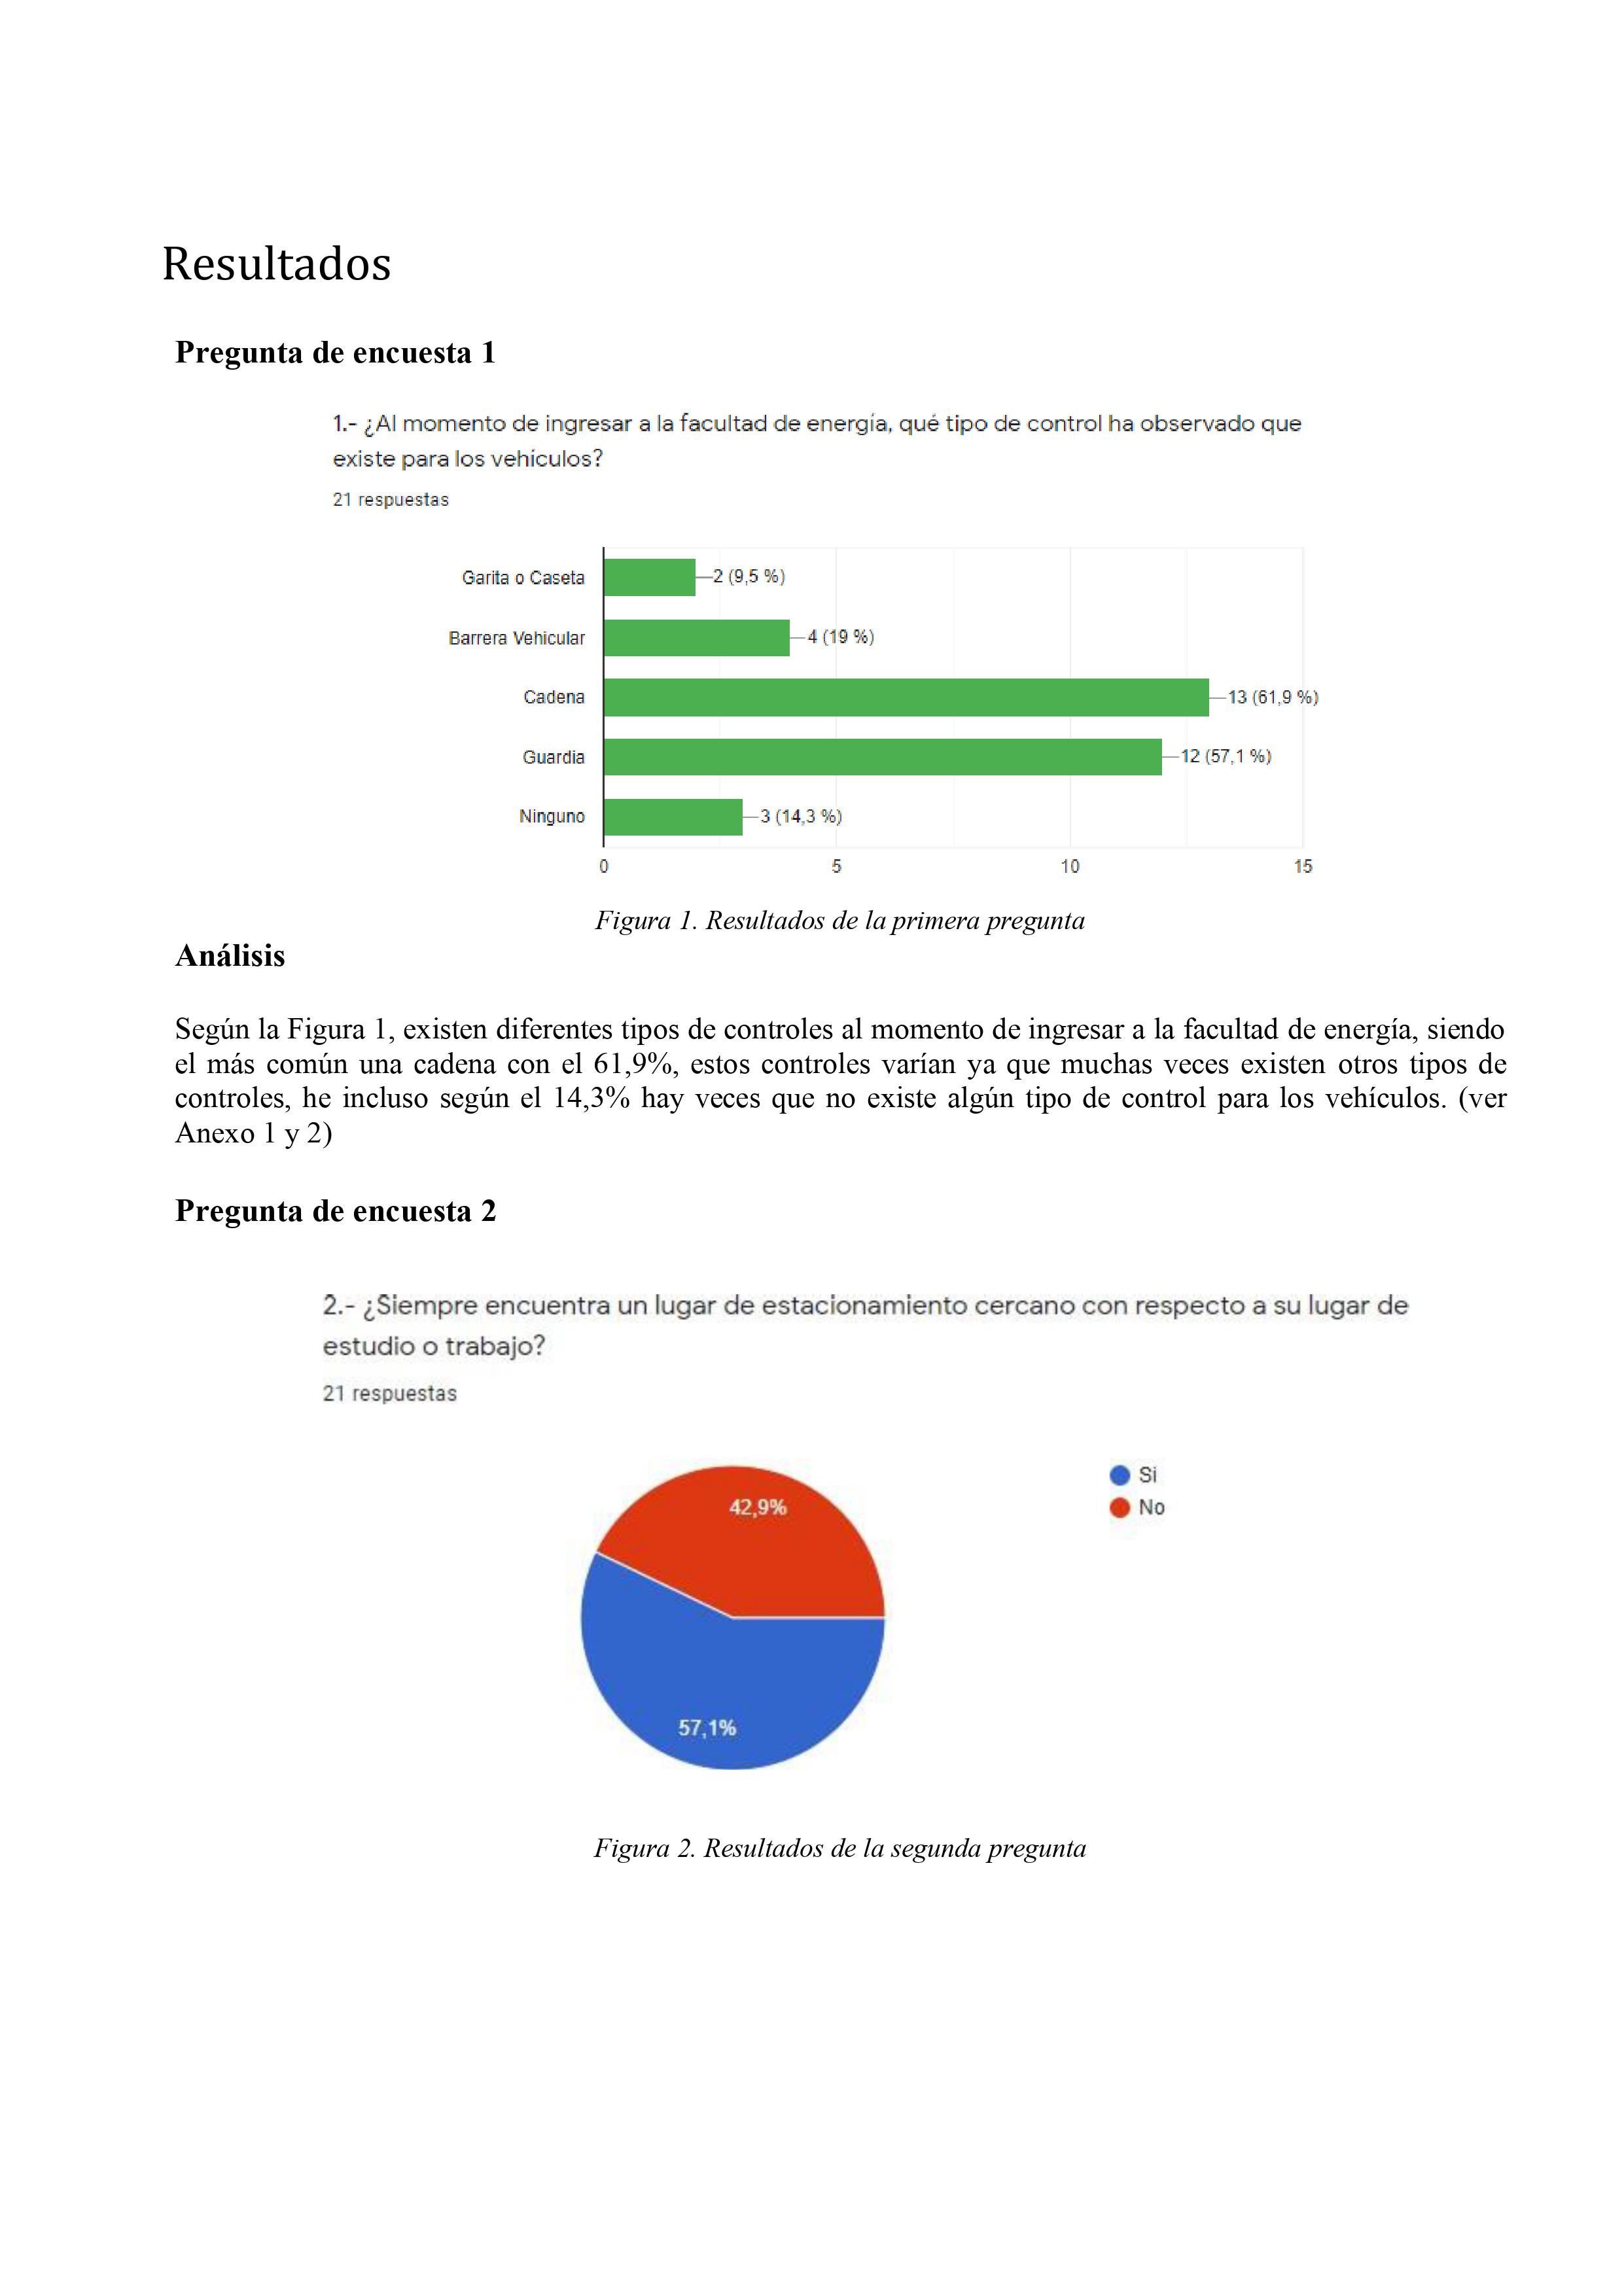 Resultados
Pregunta de encuesta 1
1.- ¿Al momento de ingresar a la facultad de energía, qué tipo de control ha observado que
existe para los vehículos?
21 respuestas
Garita o Caseta
2 (9,5 %)
Barrera Vehicular
4 (19 %)
Cadena
13 (61,9 %)
Guardia
12 (57,1 %)
Ninguno
3 (14,3 %)
0 5 10 15
Figura 1. Resultados de la primera pregunta
Análisis
Según la Figura 1, existen diferentes tipos de controles al momento de ingresar a la facultad de energía, siendo
el más común una cadena con el 61,9%, estos controles varían ya que muchas veces existen otros tipos de
controles, he incluso según el 14,3% hay veces que no existe algún tipo de control para los vehículos. (ver
Anexo 1 y 2)
Pregunta de encuesta 2
2.- ¿Siempre encuentra un lugar de estacionamiento cercano con respecto a su lugar de
estudio o trabajo?
21 respuestas
Si
No
42,9%
57,1%
Figura 2. Resultados de la segunda pregunta